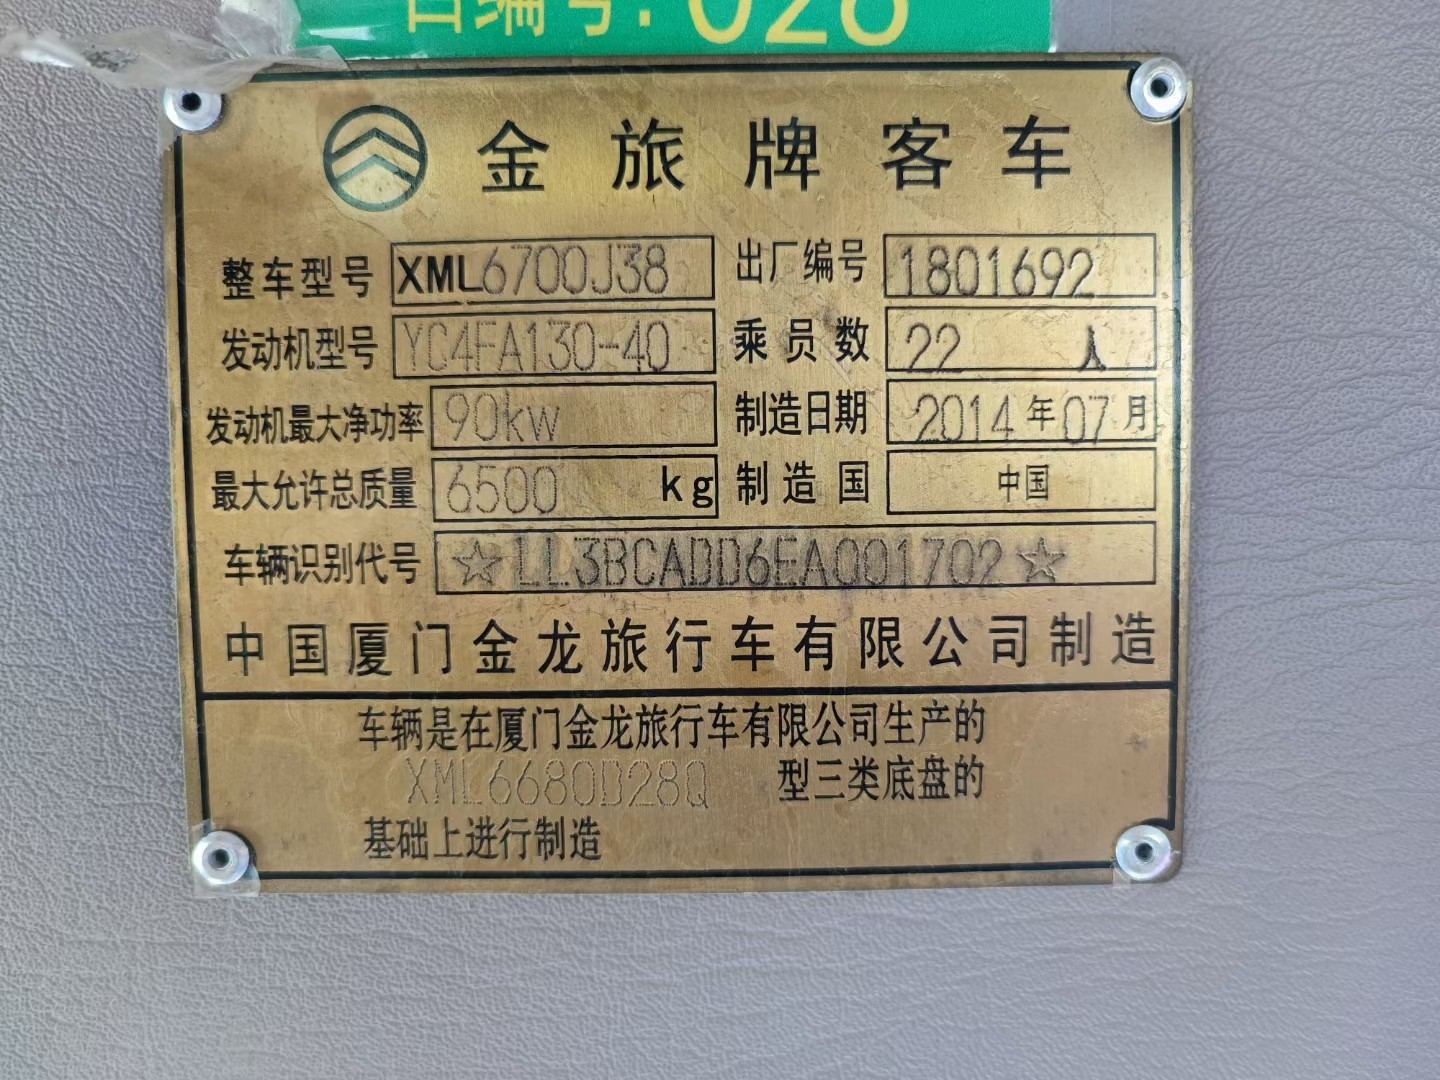 编号:028
金旅牌客车
整车型号 XML6700J38 出厂编号 1801692
发动机型号 YC4FA130-40 乘员数 22 人
发动机最大净功率 90kw 制造日期 2014年07月
最大允许总质量 6500 kg 制造国 中国
车辆识别代号 ☆LL3BCADD6EA001702☆
中国厦门金龙旅行车有限公司制造
车辆是在厦门金龙旅行车有限公司生产的
XML6680D28Q 型三类底盘的
基础上进行制造